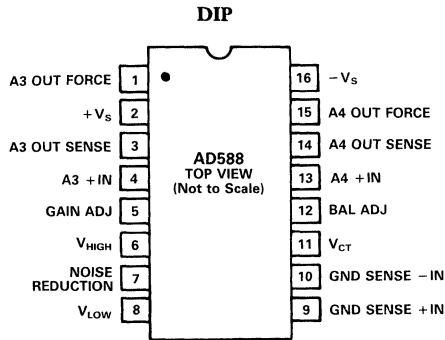 DIP
A3 OUT FORCE 1
+VS 2
A3 OUT SENSE 3
A3 +IN 4
GAIN ADJ 5
VHIGH 6
NOISE
REDUCTION 7
VLOW 8
AD588
TOP VIEW
(Not to Scale)
16 −VS
15 A4 OUT FORCE
14 A4 OUT SENSE
13 A4 +IN
12 BAL ADJ
11 VCT
10 GND SENSE −IN
9 GND SENSE +IN